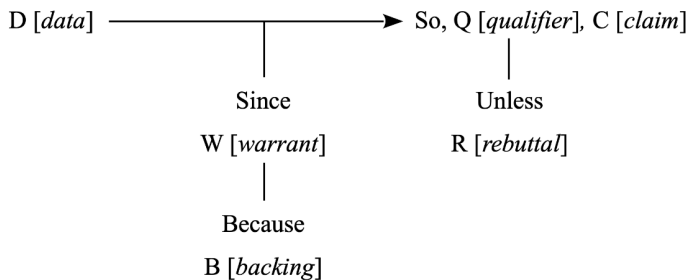 D [data] So, Q [qualifier], C [claim]
Since Unless
W [warrant] R [rebuttal]
Because
B [backing]